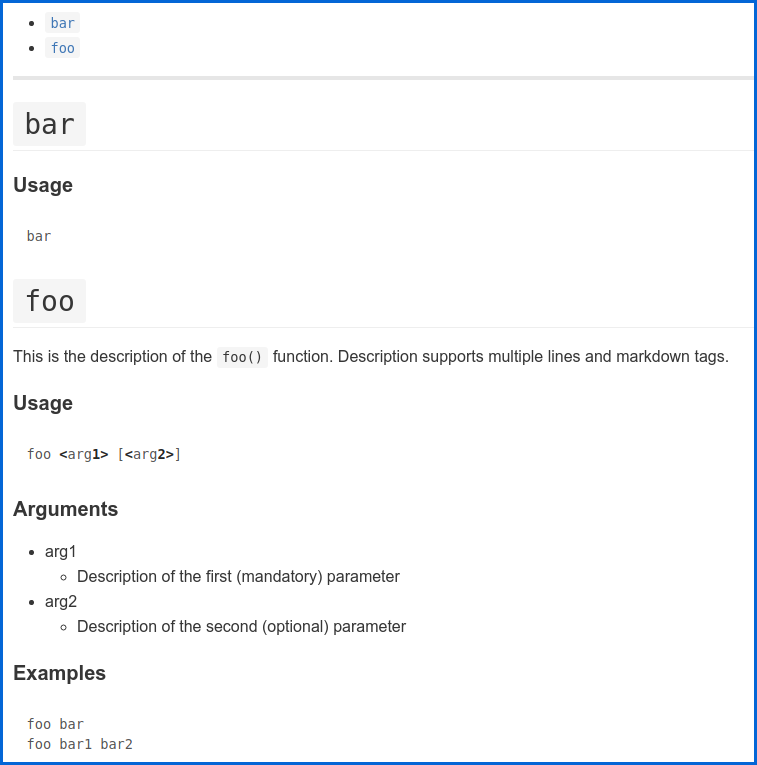 bar
foo
bar
Usage
bar
foo
This is the description of the foo() function. Description supports multiple lines and markdown tags.
Usage
foo <arg1> [<arg2>]
Arguments
arg1
Description of the first (mandatory) parameter
arg2
Description of the second (optional) parameter
Examples
foo bar
foo bar1 bar2